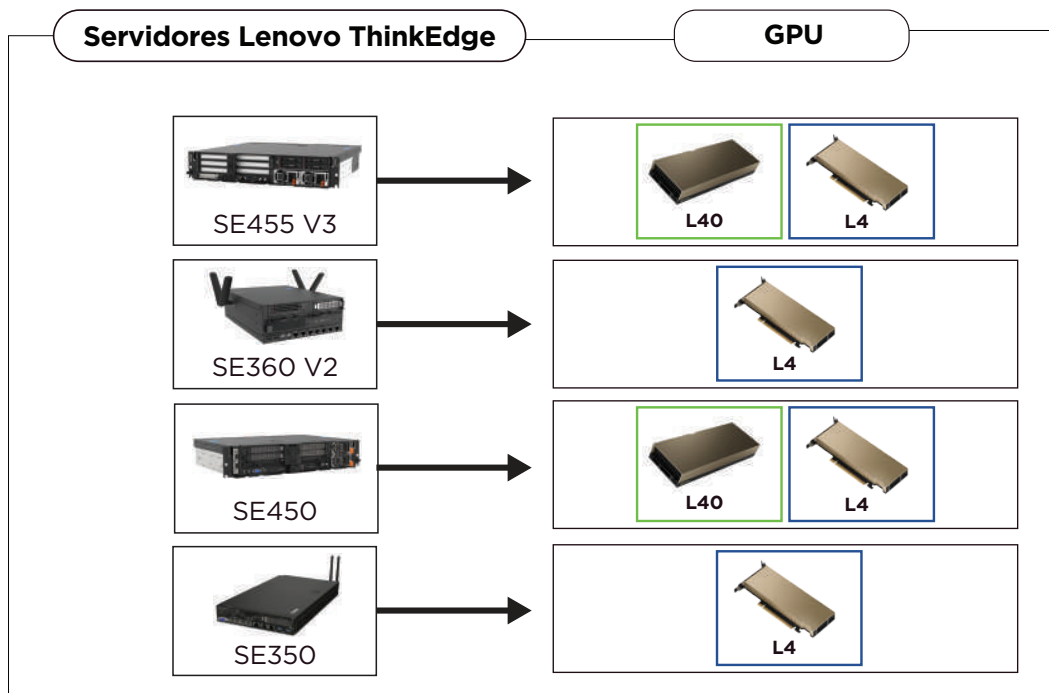 Servidores Lenovo ThinkEdge
GPU
SE455 V3
L40
L4
SE360 V2
L4
SE450
L40
L4
SE350
L4